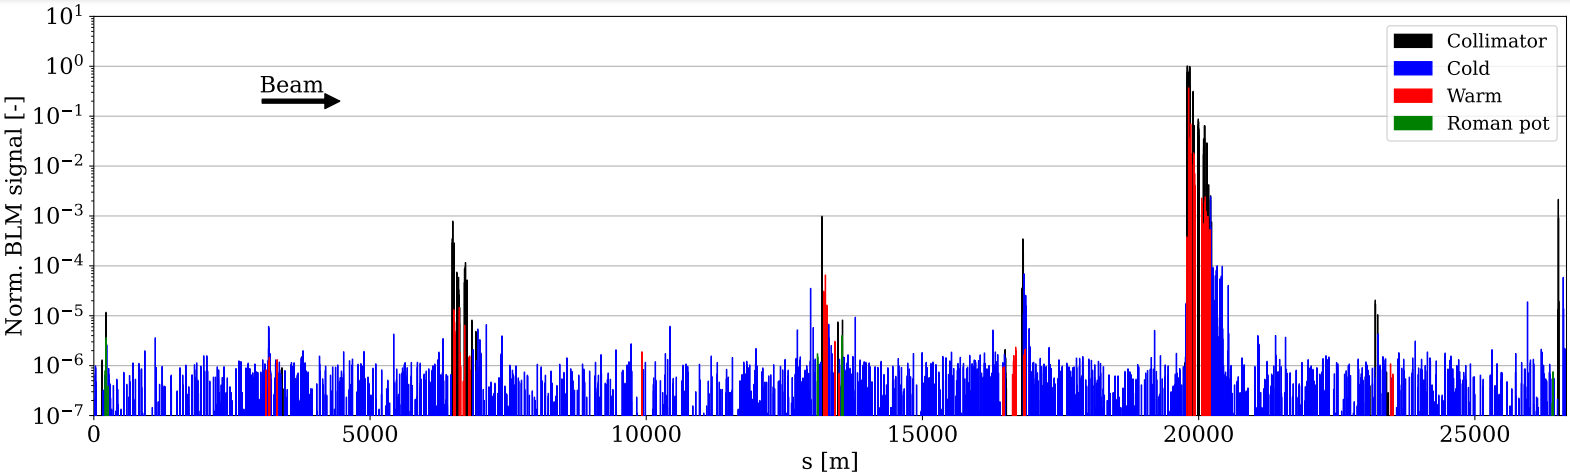 10¹
10⁰
10⁻¹
10⁻²
10⁻³
10⁻⁴
10⁻⁵
10⁻⁶
10⁻⁷
Norm. BLM signal [-]
Beam
Collimator
Cold
Warm
Roman pot
0 5000 10000 15000 20000 25000
s [m]